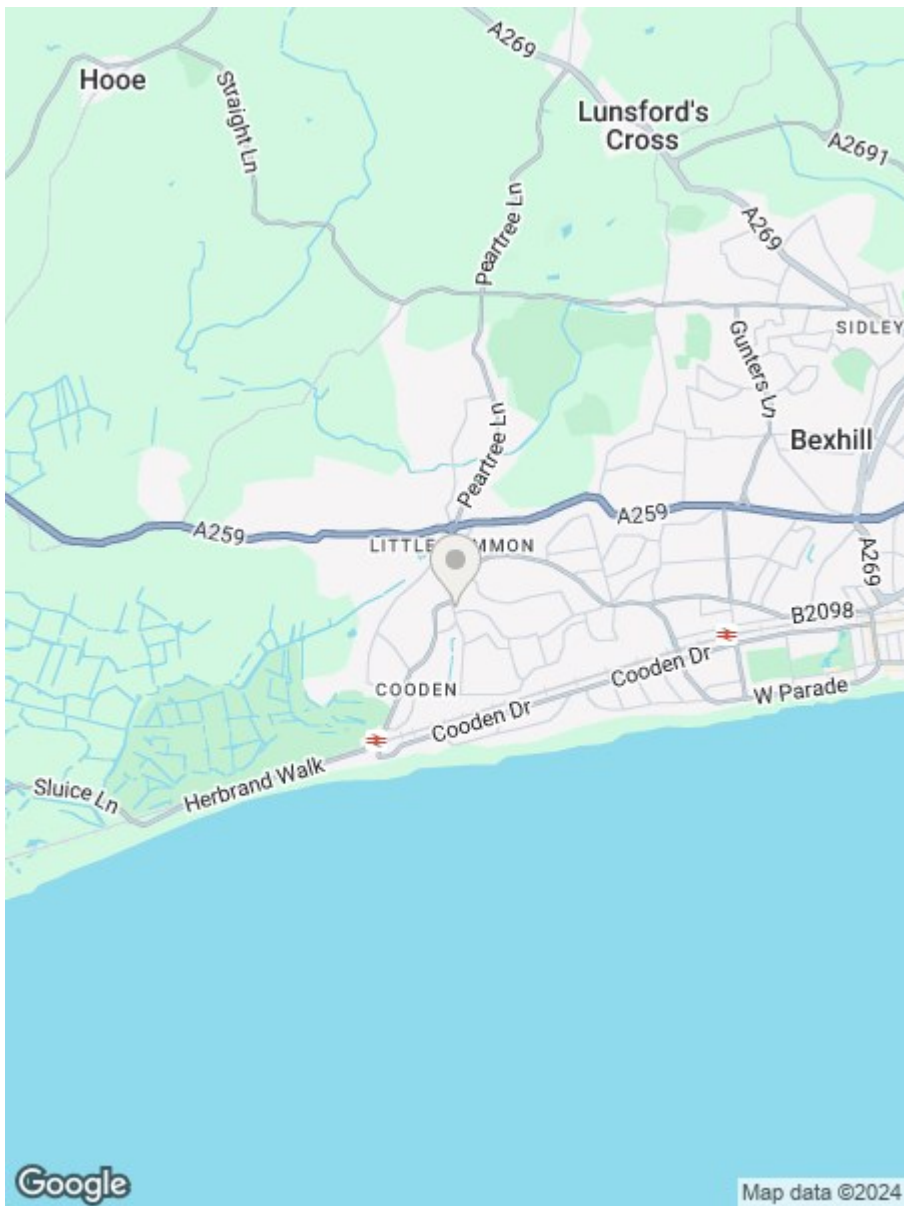 A269
Hooe
Straight Ln
Lunsford's
Cross
A2691
Peartree Ln
A269
SIDLEY
Gunters Ln
Peartree Ln
Bexhill
A259
A259
LITTLE
A269
B2098
Cooden Dr
COODEN
W Parade
Cooden Dr
Herbrand Walk
Sluice Ln
Google
Map data ©2024